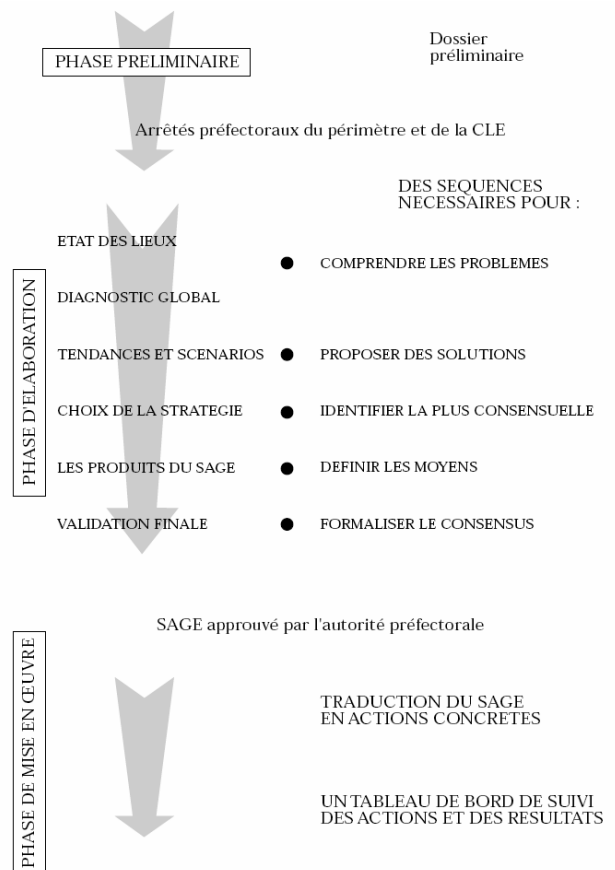 PHASE PRELIMINAIRE
Dossier
préliminaire
Arrêtés préfectoraux du périmètre et de la CLE
DES SEQUENCES
NECESSAIRES POUR :
PHASE D'ELABORATION
ETAT DES LIEUX
● COMPRENDRE LES PROBLEMES
DIAGNOSTIC GLOBAL
TENDANCES ET SCENARIOS ● PROPOSER DES SOLUTIONS
CHOIX DE LA STRATEGIE ● IDENTIFIER LA PLUS CONSENSUELLE
LES PRODUITS DU SAGE ● DEFINIR LES MOYENS
VALIDATION FINALE ● FORMALISER LE CONSENSUS
SAGE approuvé par l'autorité préfectorale
PHASE DE MISE EN ŒUVRE
TRADUCTION DU SAGE
EN ACTIONS CONCRETES
UN TABLEAU DE BORD DE SUIVI
DES ACTIONS ET DES RESULTATS